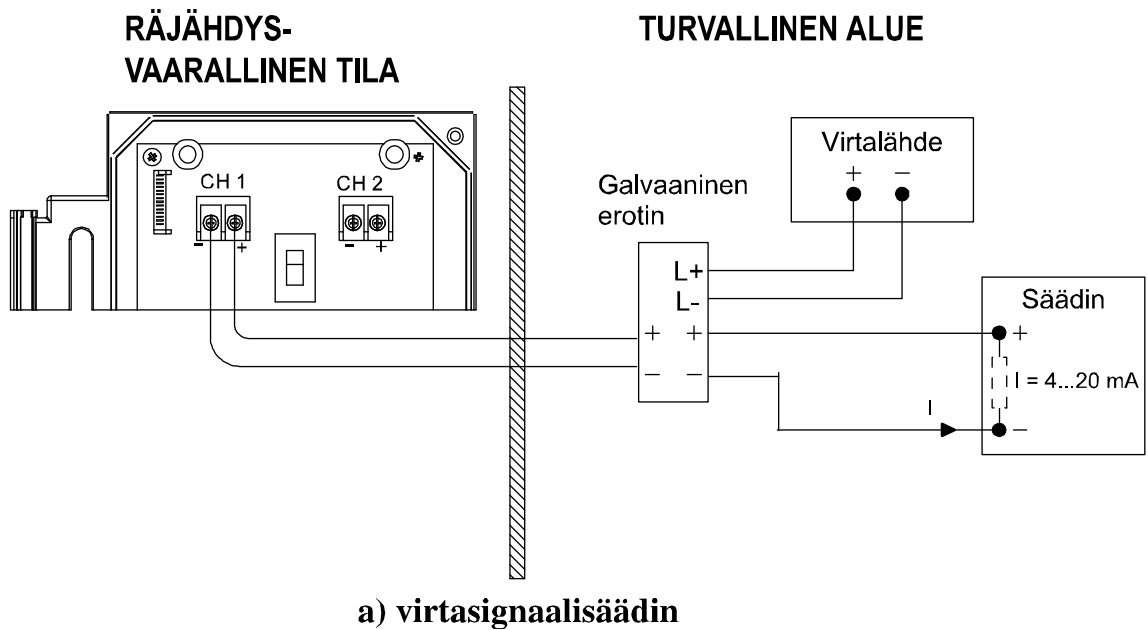 RÄJÄHDYS-
VAARALLINEN TILA
TURVALLINEN ALUE
CH 1
CH 2
- +
- +
Galvaaninen
erotin
Virtalähde
+ −
L+
L-
+ +
− −
Säädin
+
I = 4...20 mA
I
−
a) virtasignaalisäädin